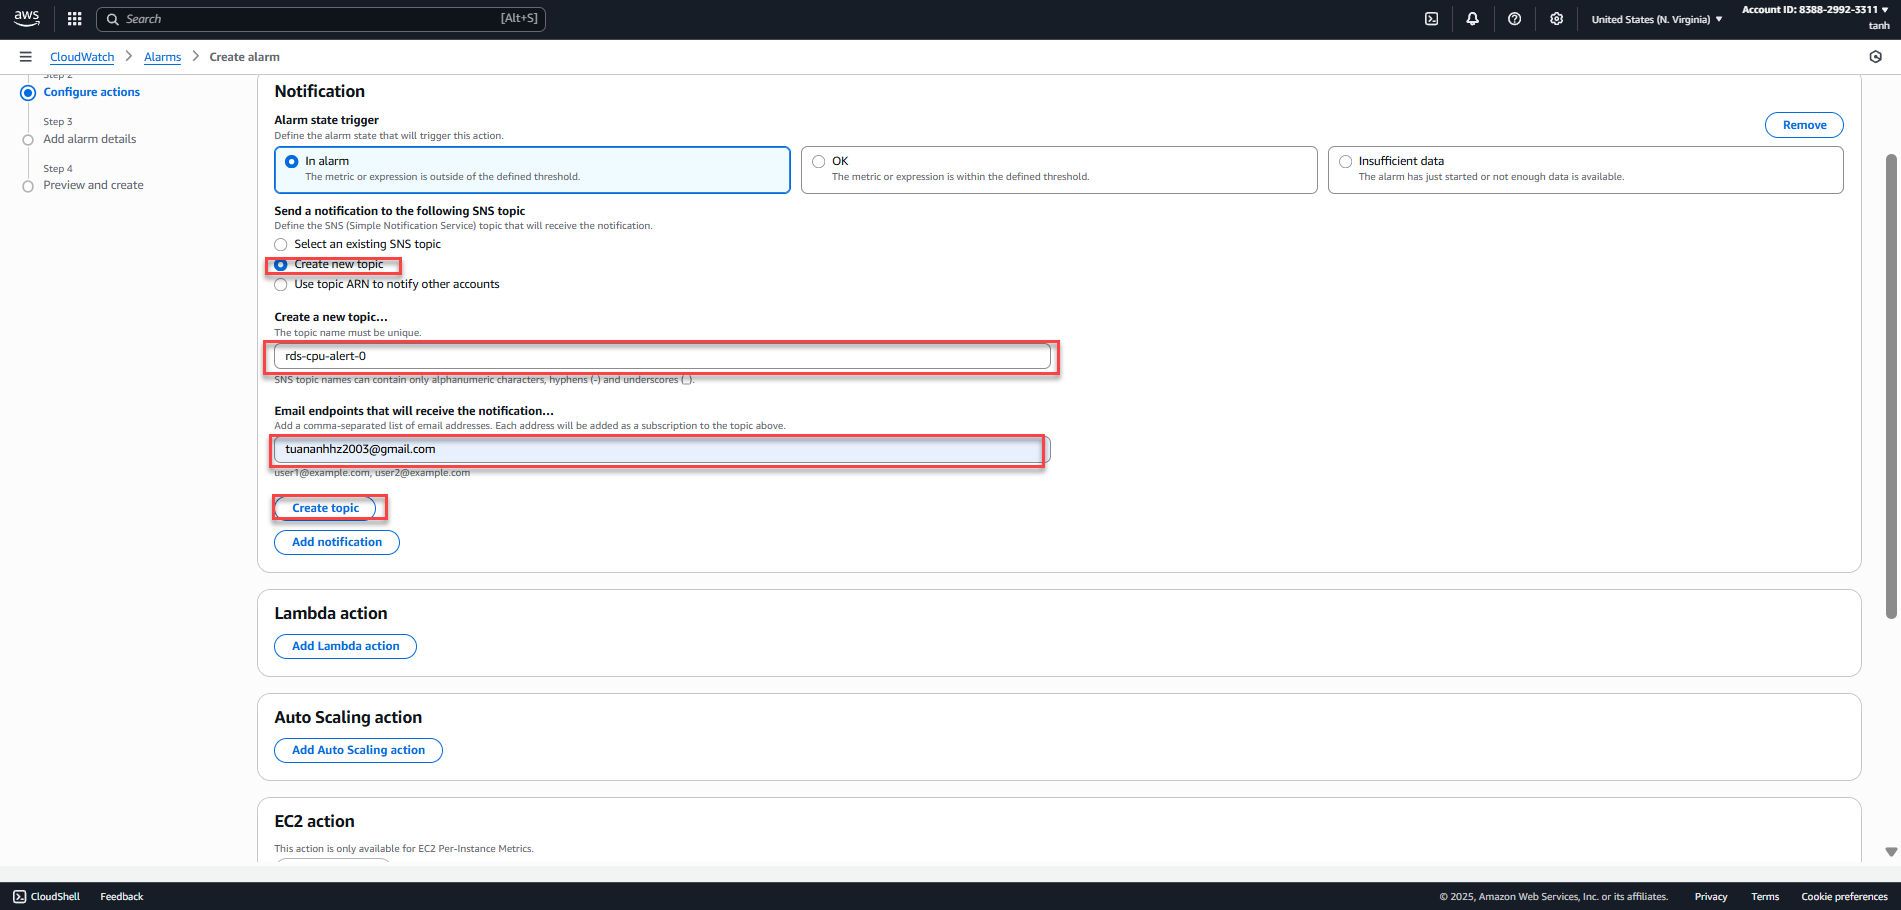 aws
Search
[Alt+S]
United States (N. Virginia) ▼
Account ID: 8388-2992-3311 ▼
tanh
CloudWatch > Alarms > Create alarm
Step 2
Configure actions
Step 3
Add alarm details
Step 4
Preview and create
Notification
Alarm state trigger
Define the alarm state that will trigger this action.
Remove
In alarm
The metric or expression is outside of the defined threshold.
OK
The metric or expression is within the defined threshold.
Insufficient data
The alarm has just started or not enough data is available.
Send a notification to the following SNS topic
Define the SNS (Simple Notification Service) topic that will receive the notification.
Select an existing SNS topic
Create new topic
Use topic ARN to notify other accounts
Create a new topic...
The topic name must be unique.
rds-cpu-alert-0
SNS topic names can contain only alphanumeric characters, hyphens (-) and underscores (_).
Email endpoints that will receive the notification...
Add a comma-separated list of email addresses. Each address will be added as a subscription to the topic above.
tuananhhz2003@gmail.com
user1@example.com, user2@example.com
Create topic
Add notification
Lambda action
Add Lambda action
Auto Scaling action
Add Auto Scaling action
EC2 action
This action is only available for EC2 Per-Instance Metrics.
CloudShell
Feedback
© 2025, Amazon Web Services, Inc. or its affiliates.
Privacy
Terms
Cookie preferences